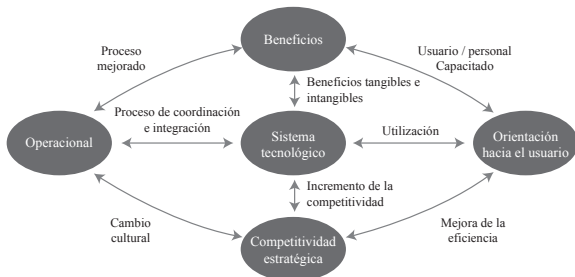 Beneficios
Proceso
mejorado
Usuario / personal
Capacitado
Beneficios tangibles e
intangibles
Proceso de coordinación
e integración
Operacional
Sistema
tecnológico
Utilización
Orientación
hacia el usuario
Incremento de la
competitividad
Cambio
cultural
Mejora de la
eficiencia
Competitividad
estratégica